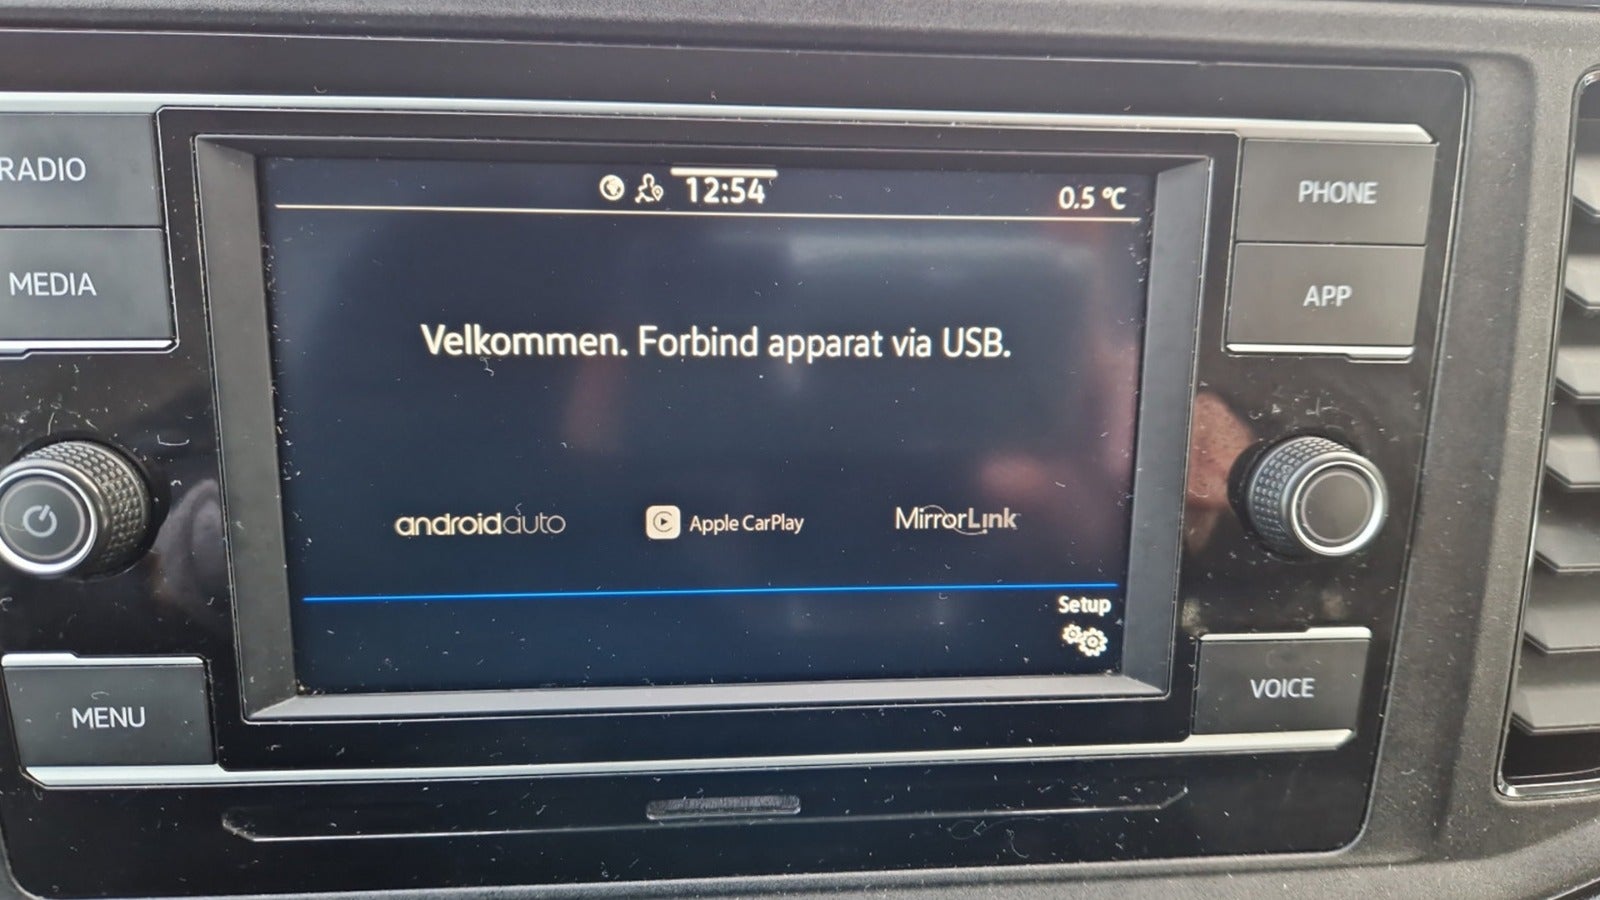 RADIO
MEDIA
MENU
12:54
0.5 °C
Velkommen. Forbind apparat via USB.
androidauto
Apple CarPlay
MirrorLink
Setup
PHONE
APP
VOICE